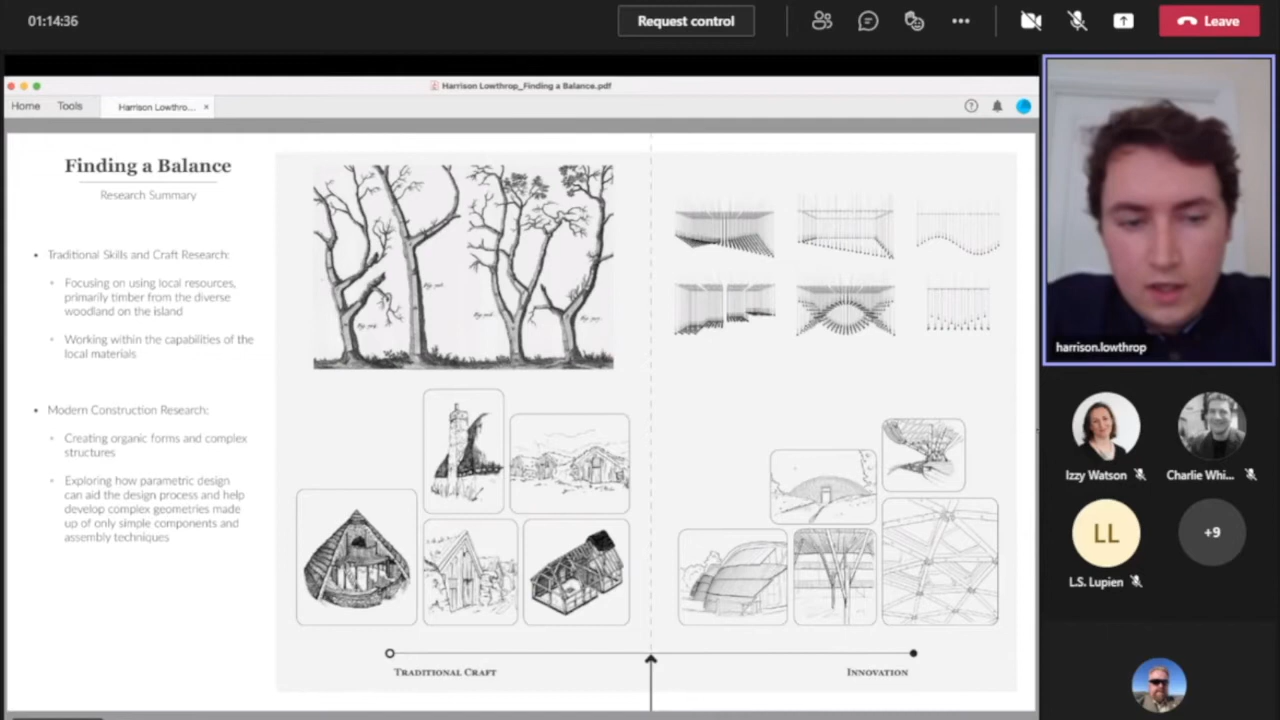 01:14:36
Request control
Leave
Harrison Lowthrop_Finding a Balance.pdf
Home
Tools
Harrison Lowthro...
Finding a Balance
Research Summary
• Traditional Skills and Craft Research:
Focusing on using local resources,
primarily timber from the diverse
woodland on the island
Working within the capabilities of the
local materials
• Modern Construction Research:
Creating organic forms and complex
structures
Exploring how parametric design
can aid the design process and help
develop complex geometries made
up of only simple components and
assembly techniques
Traditional Craft
Innovation
harrison.lowthrop
Izzy Watson
Charlie Whi...
LL
+9
L.S. Lupien